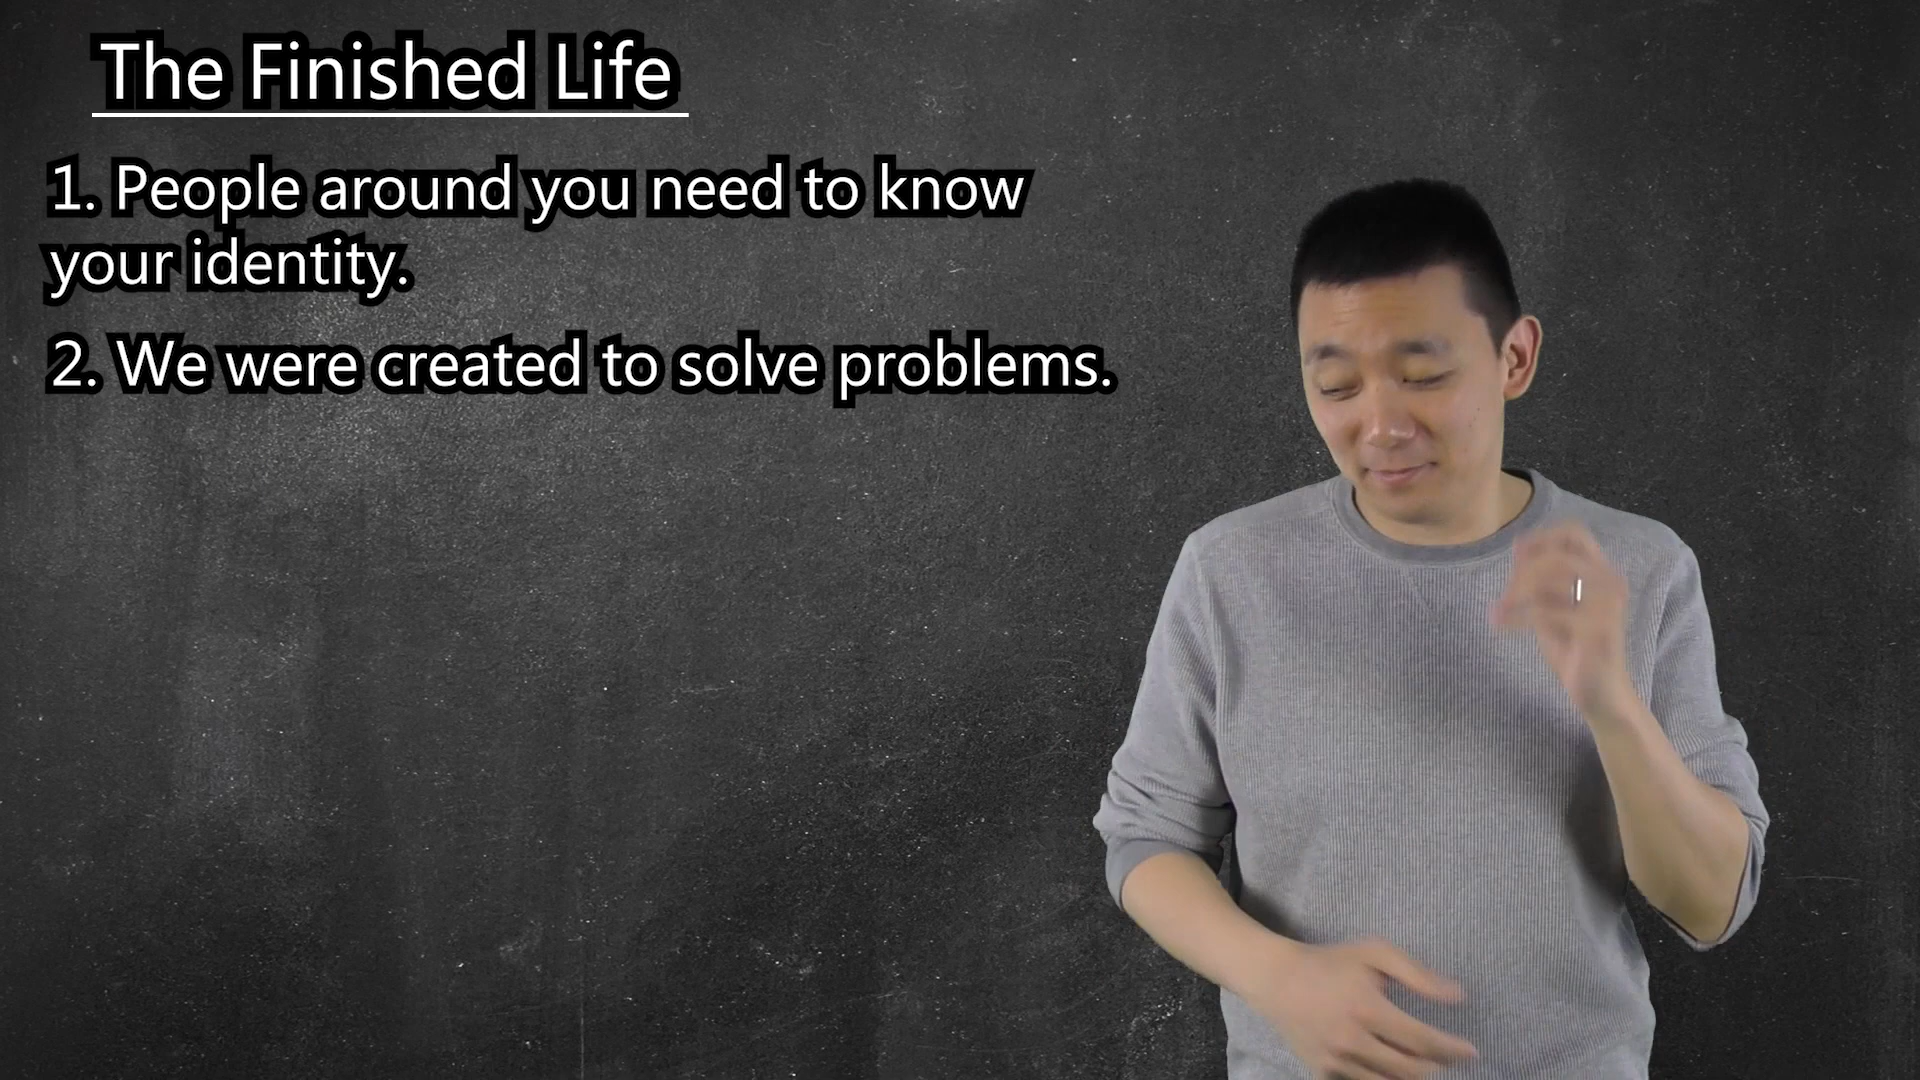 The Finished Life
1. People around you need to know
your identity.
2. We were created to solve problems.